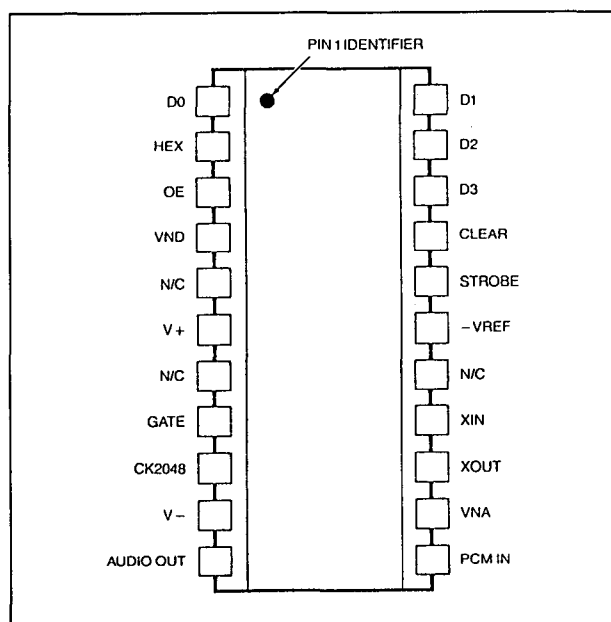 PIN 1 IDENTIFIER
D0
D1
HEX
D2
OE
D3
VND
CLEAR
N/C
STROBE
V+
–VREF
N/C
N/C
GATE
XIN
CK2048
XOUT
V–
VNA
AUDIO OUT
PCM IN